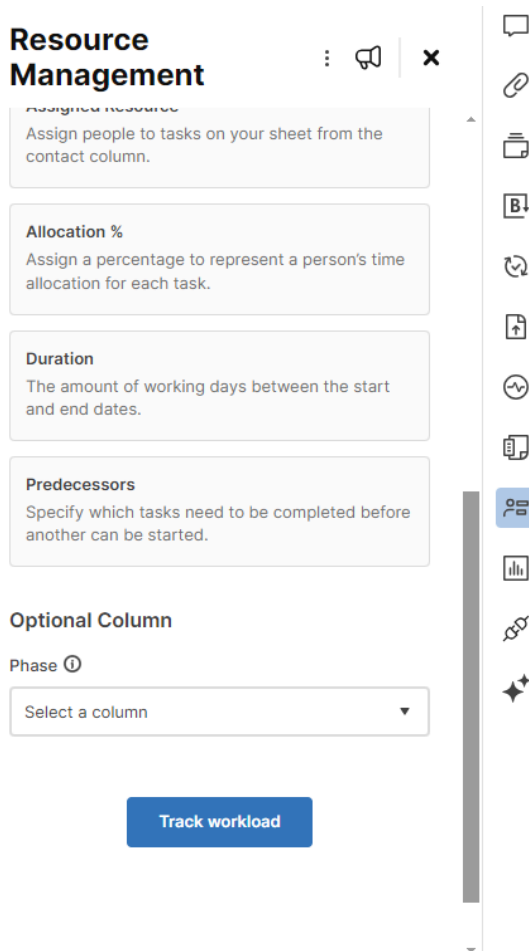 Resource
Management
Assigned Resource
Assign people to tasks on your sheet from the
contact column.
Allocation %
Assign a percentage to represent a person's time
allocation for each task.
Duration
The amount of working days between the start
and end dates.
Predecessors
Specify which tasks need to be completed before
another can be started.
Optional Column
Phase
Select a column
Track workload